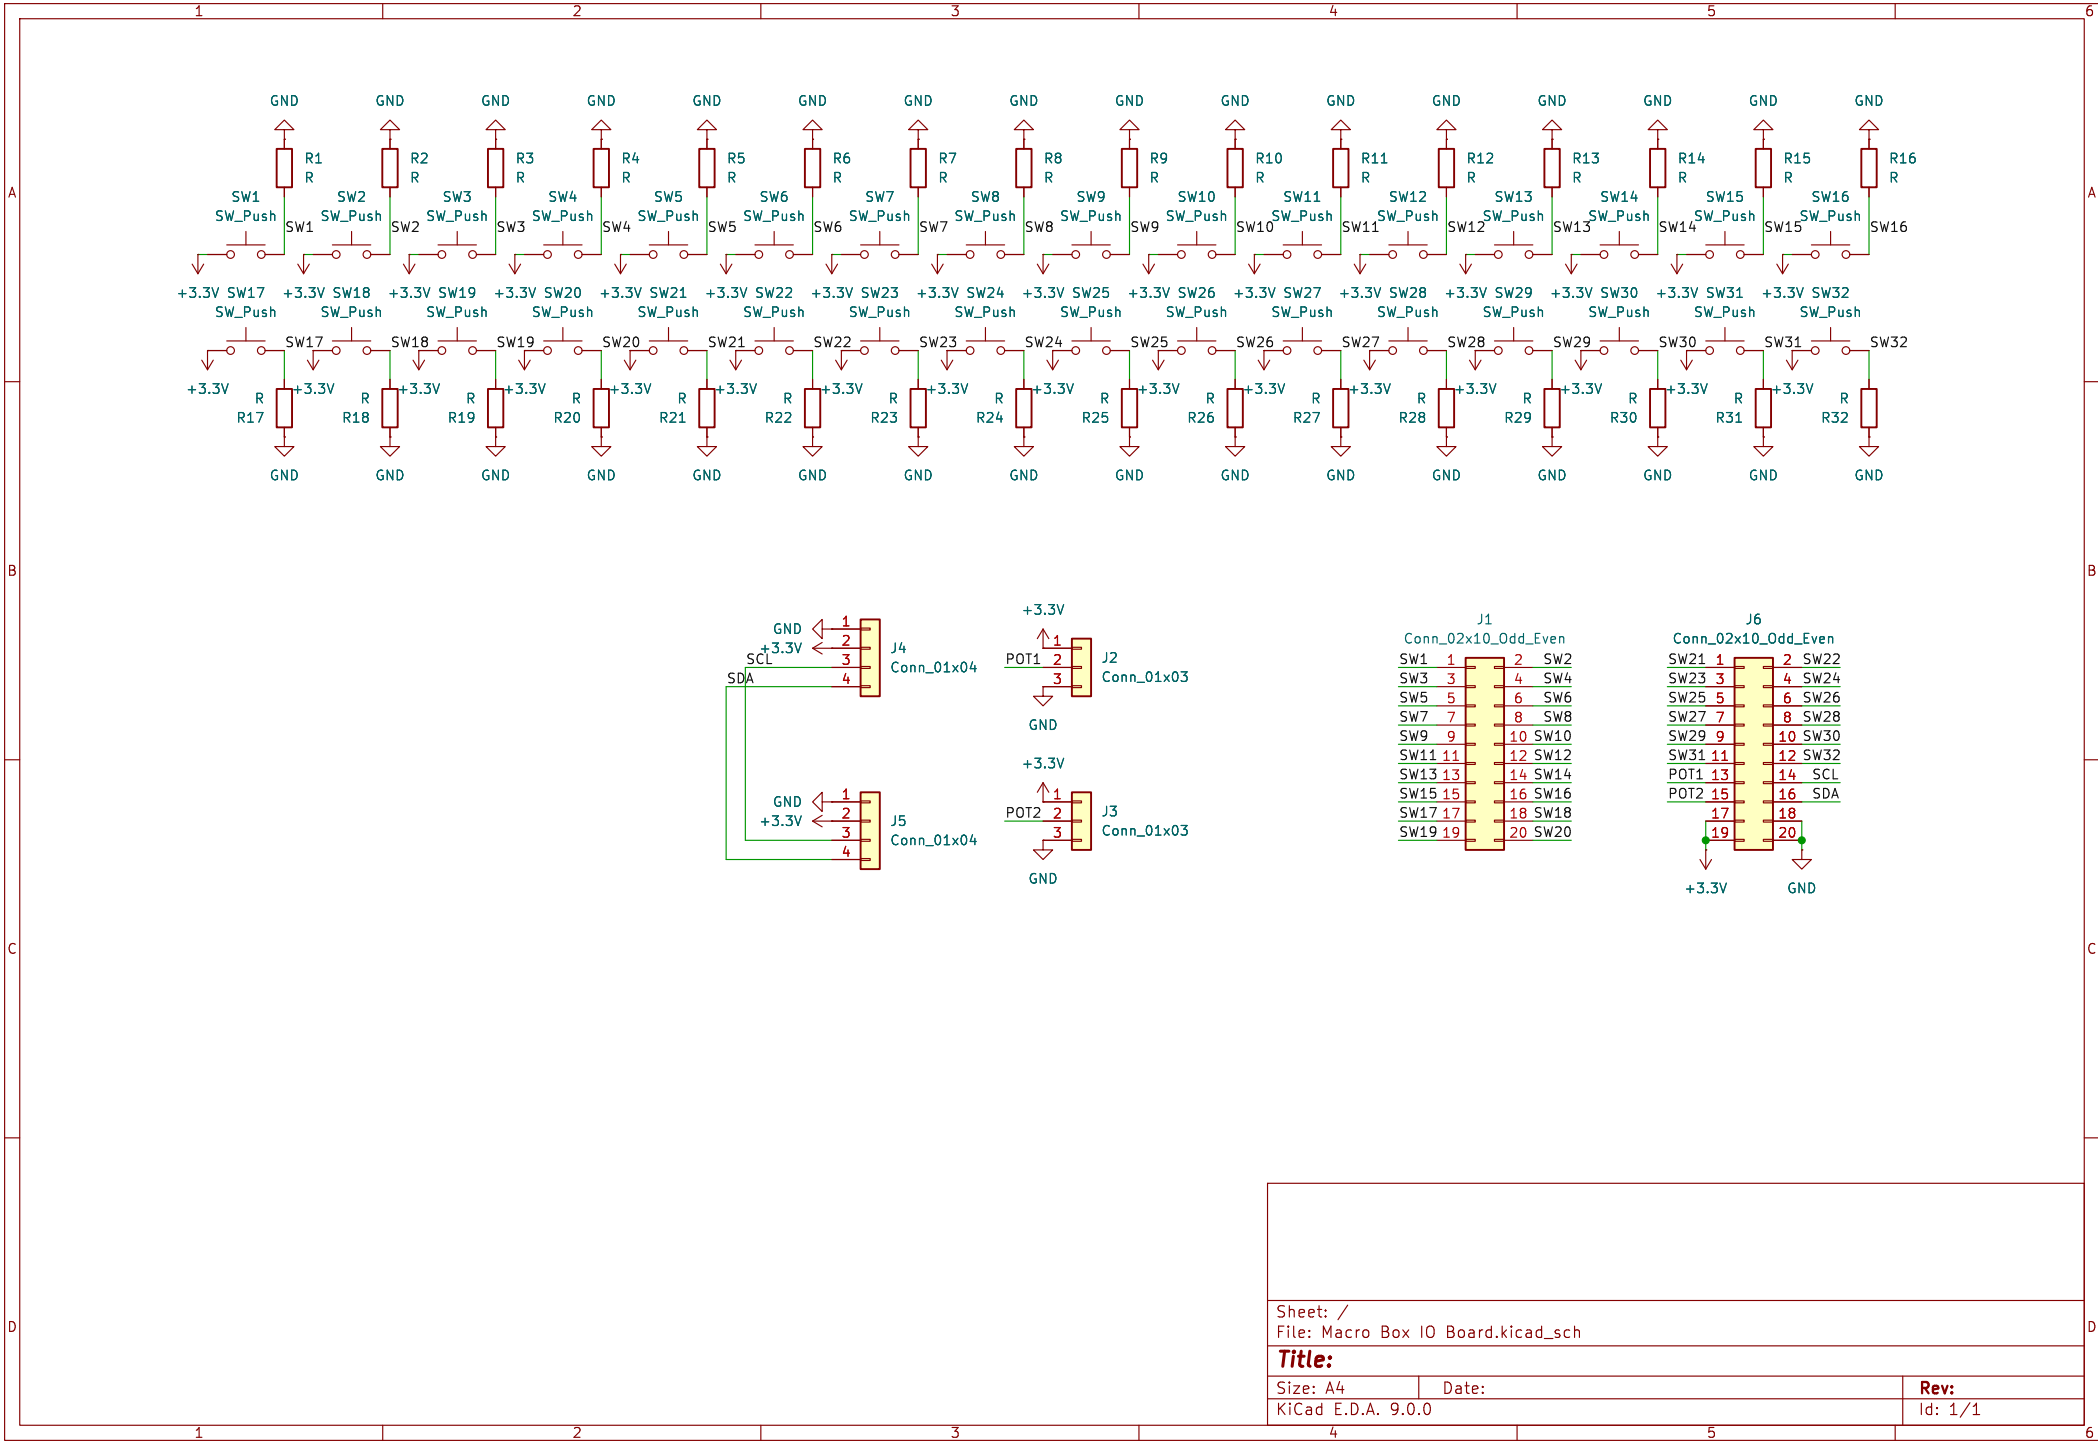 1 2 3 4 5 6
GND GND GND GND GND GND GND GND GND GND GND GND GND GND GND GND
R1 R2 R3 R4 R5 R6 R7 R8 R9 R10 R11 R12 R13 R14 R15 R16
R R R R R R R R R R R R R R R R
A A
SW1 SW2 SW3 SW4 SW5 SW6 SW7 SW8 SW9 SW10 SW11 SW12 SW13 SW14 SW15 SW16
SW_Push SW_Push SW_Push SW_Push SW_Push SW_Push SW_Push SW_Push SW_Push SW_Push SW_Push SW_Push SW_Push SW_Push SW_Push SW_Push
SW1 SW2 SW3 SW4 SW5 SW6 SW7 SW8 SW9 SW10 SW11 SW12 SW13 SW14 SW15 SW16
+3.3V SW17 +3.3V SW18 +3.3V SW19 +3.3V SW20 +3.3V SW21 +3.3V SW22 +3.3V SW23 +3.3V SW24 +3.3V SW25 +3.3V SW26 +3.3V SW27 +3.3V SW28 +3.3V SW29 +3.3V SW30 +3.3V SW31 +3.3V SW32
SW_Push SW_Push SW_Push SW_Push SW_Push SW_Push SW_Push SW_Push SW_Push SW_Push SW_Push SW_Push SW_Push SW_Push SW_Push SW_Push
SW17 SW18 SW19 SW20 SW21 SW22 SW23 SW24 SW25 SW26 SW27 SW28 SW29 SW30 SW31 SW32
+3.3V +3.3V +3.3V +3.3V +3.3V +3.3V +3.3V +3.3V +3.3V +3.3V +3.3V +3.3V +3.3V +3.3V +3.3V +3.3V
R R R R R R R R R R R R R R R R
R17 R18 R19 R20 R21 R22 R23 R24 R25 R26 R27 R28 R29 R30 R31 R32
GND GND GND GND GND GND GND GND GND GND GND GND GND GND GND GND
B B
GND 1
+3.3V 2
SCL 3
SDA 4
J4
Conn_01x04
+3.3V
1
POT1 2
3
GND
J2
Conn_01x03
GND 1
+3.3V 2
3
4
J5
Conn_01x04
+3.3V
1
POT2 2
3
GND
J3
Conn_01x03
J1
Conn_02x10_Odd_Even
SW1 1 2 SW2
SW3 3 4 SW4
SW5 5 6 SW6
SW7 7 8 SW8
SW9 9 10 SW10
SW11 11 12 SW12
SW13 13 14 SW14
SW15 15 16 SW16
SW17 17 18 SW18
SW19 19 20 SW20
J6
Conn_02x10_Odd_Even
SW21 1 2 SW22
SW23 3 4 SW24
SW25 5 6 SW26
SW27 7 8 SW28
SW29 9 10 SW30
SW31 11 12 SW32
POT1 13 14 SCL
POT2 15 16 SDA
17 18
19 20
+3.3V GND
C C
D D
Sheet: /
File: Macro Box IO Board.kicad_sch
Title:
Size: A4 Date: Rev:
KiCad E.D.A. 9.0.0 Id: 1/1
1 2 3 4 5 6